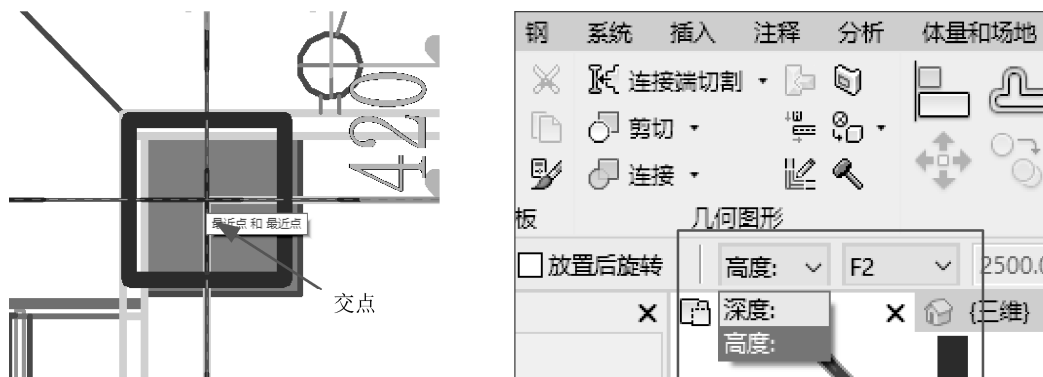 420
最近点 和 最近点
交点
钢 系统 插入 注释 分析 体量和场地
连接端切割
剪切
连接
板 几何图形
放置后旋转 高度: F2 2500.0
深度: {三维}
高度: